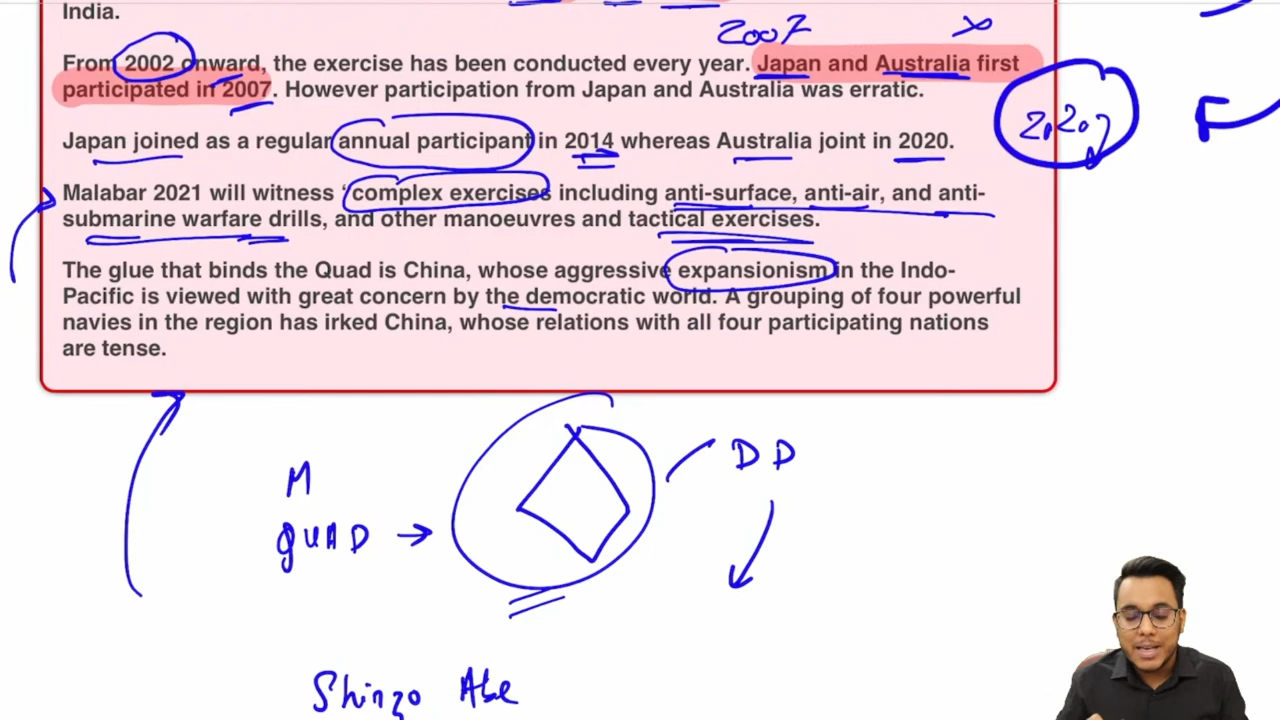 India.
2007
From 2002 onward, the exercise has been conducted every year. Japan and Australia first
participated in 2007. However participation from Japan and Australia was erratic.
Japan joined as a regular annual participant in 2014 whereas Australia joint in 2020.
Malabar 2021 will witness ‘complex exercises including anti-surface, anti-air, and anti-
submarine warfare drills, and other manoeuvres and tactical exercises.
The glue that binds the Quad is China, whose aggressive expansionism in the Indo-
Pacific is viewed with great concern by the democratic world. A grouping of four powerful
navies in the region has irked China, whose relations with all four participating nations
are tense.
DD
M
QUAD →
Shinzo Abe